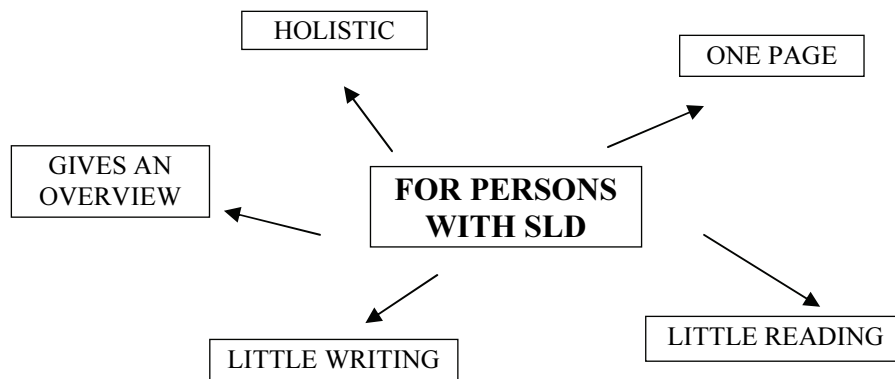 HOLISTIC
ONE PAGE
GIVES AN
OVERVIEW
FOR PERSONS
WITH SLD
LITTLE WRITING
LITTLE READING